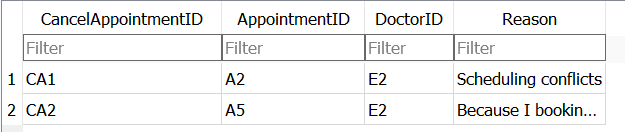 CancelAppointmentID AppointmentID DoctorID Reason
Filter Filter Filter Filter
1 CA1 A2 E2 Scheduling conflicts
2 CA2 A5 E2 Because I bookin...